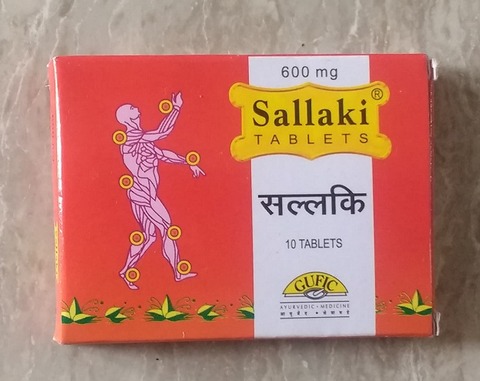 600 mg
Sallaki®
TABLETS
सल्लकि
10 TABLETS
GUFIC
AYURVEDIC • MEDICINE